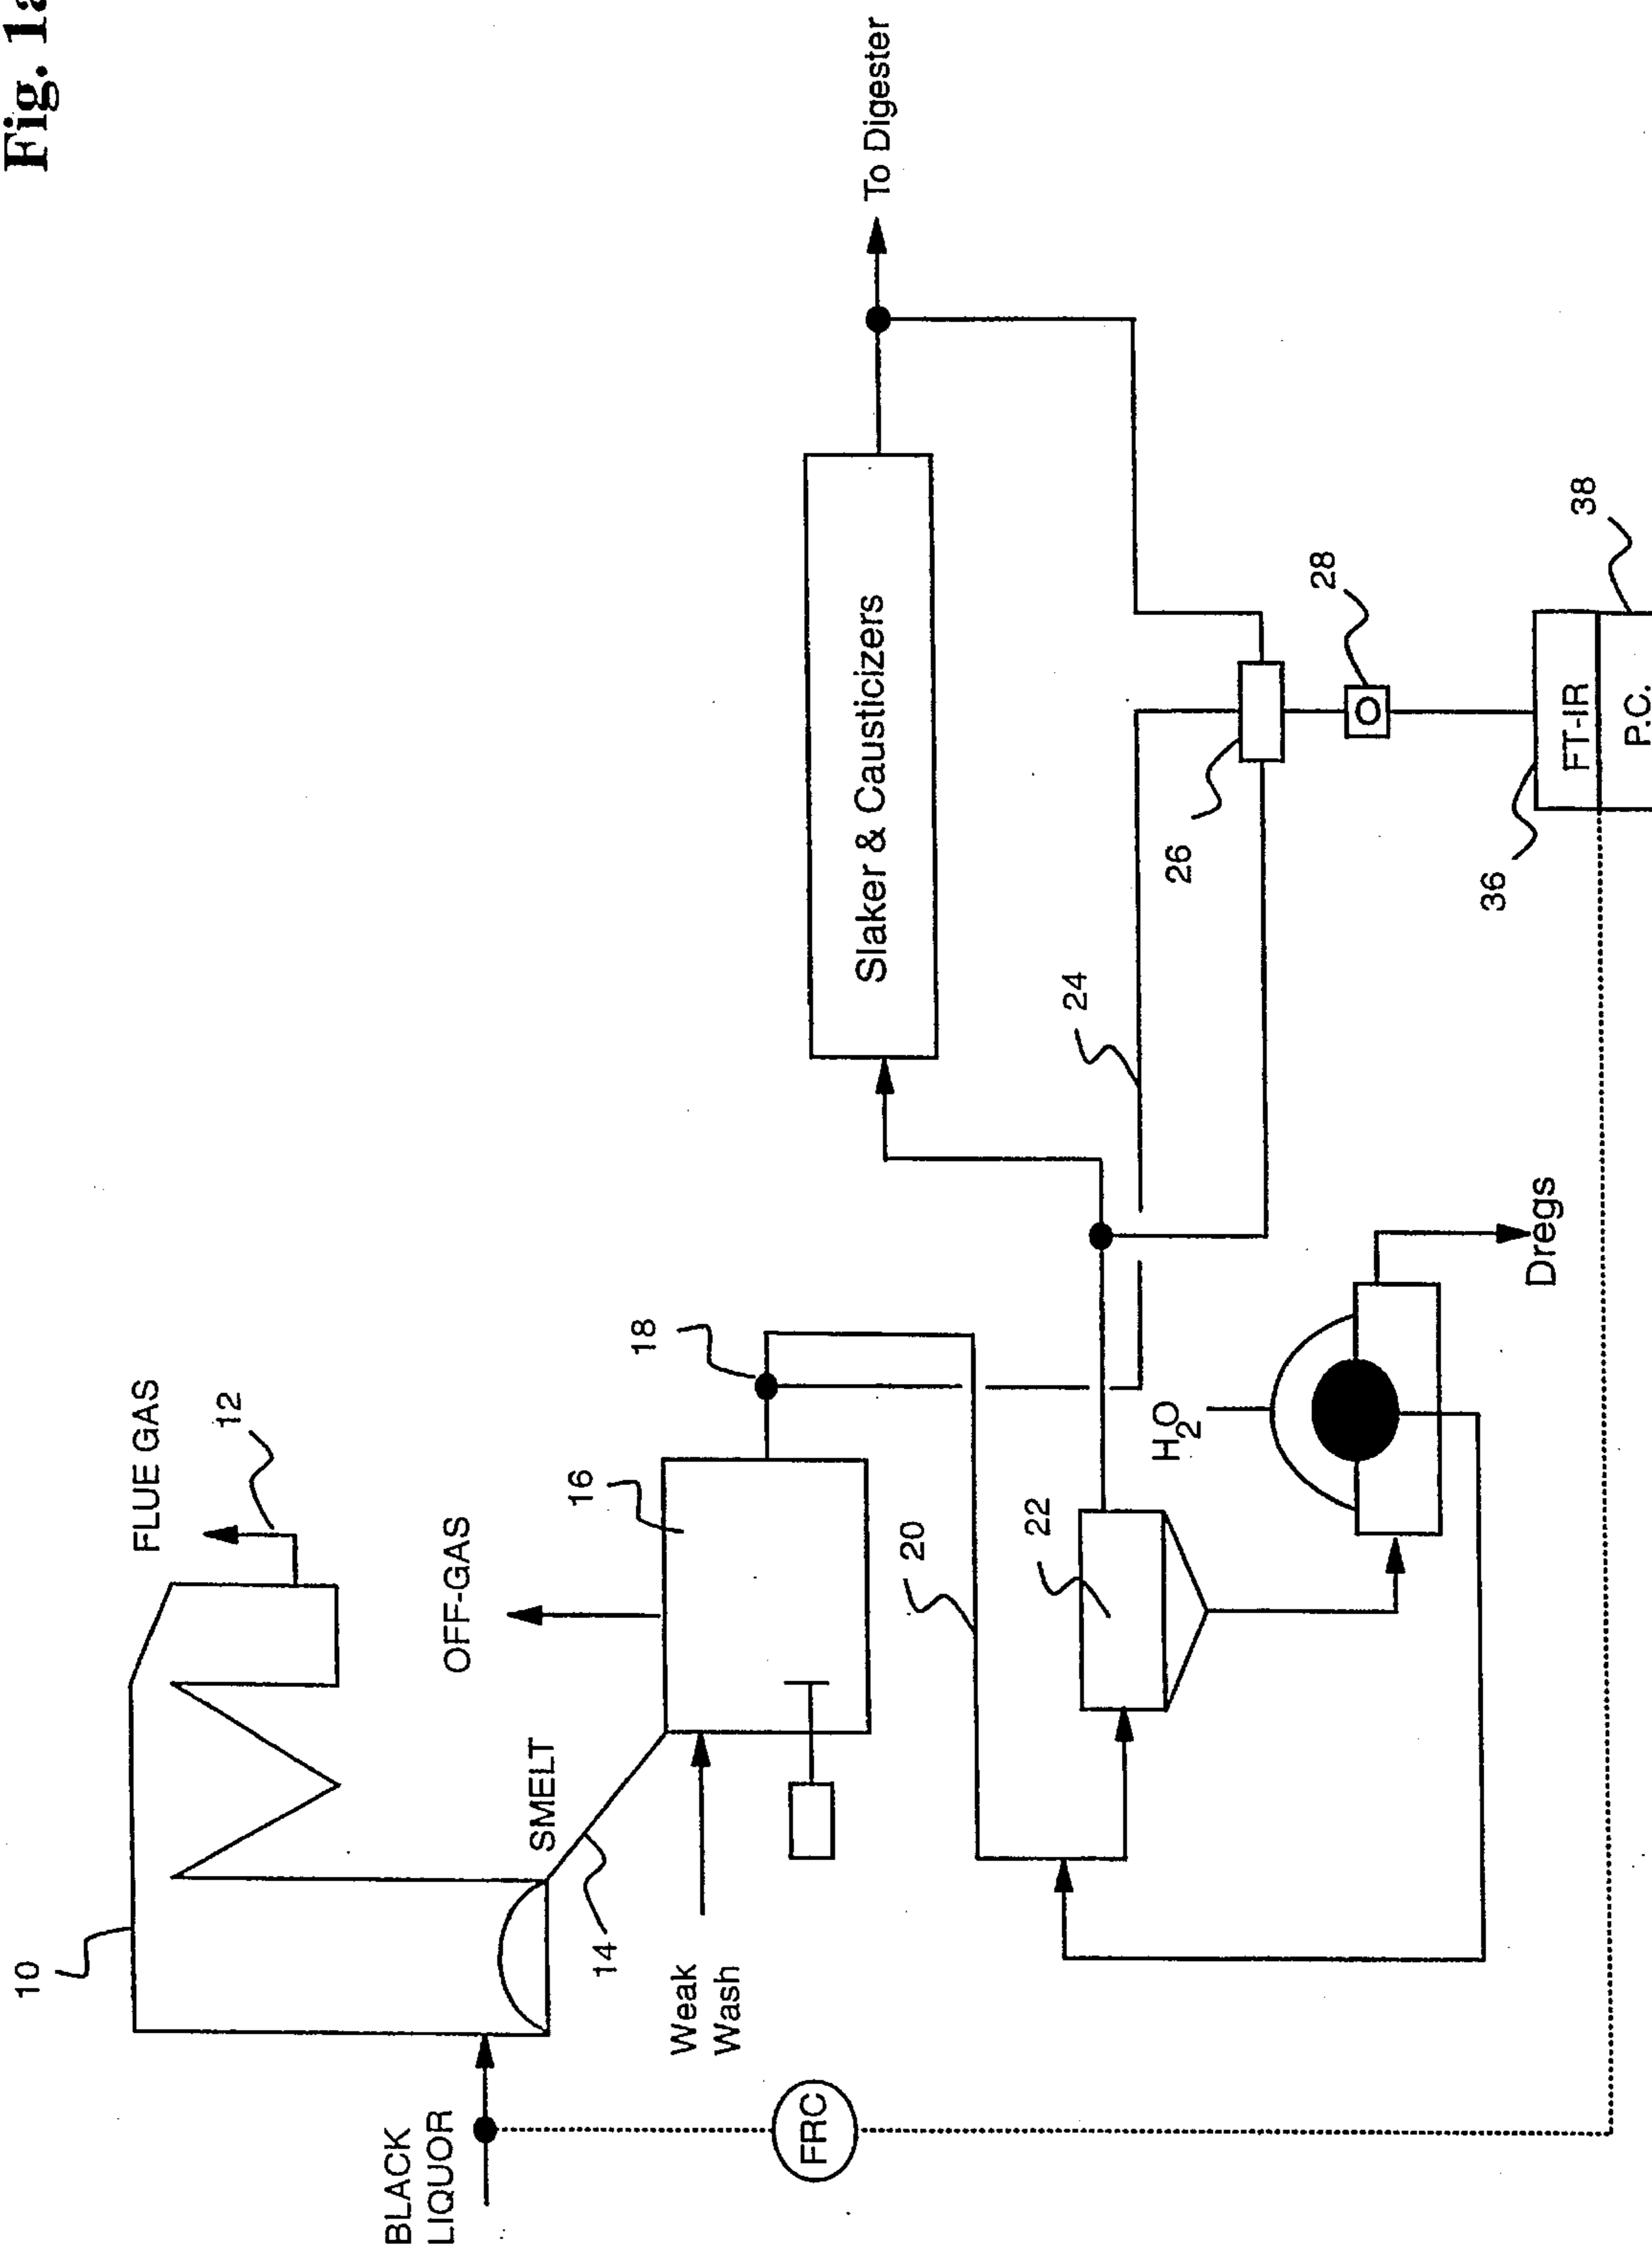 Fig. 1a
10
FLUE GAS
12
OFF-GAS
SMELT
14
16
18
BLACK
LIQUOR
Weak
Wash
FRC
20
22
H2O
Dregs
24
Slaker & Causticizers
To Digester
26
28
36
FT-IR
P.C.
38